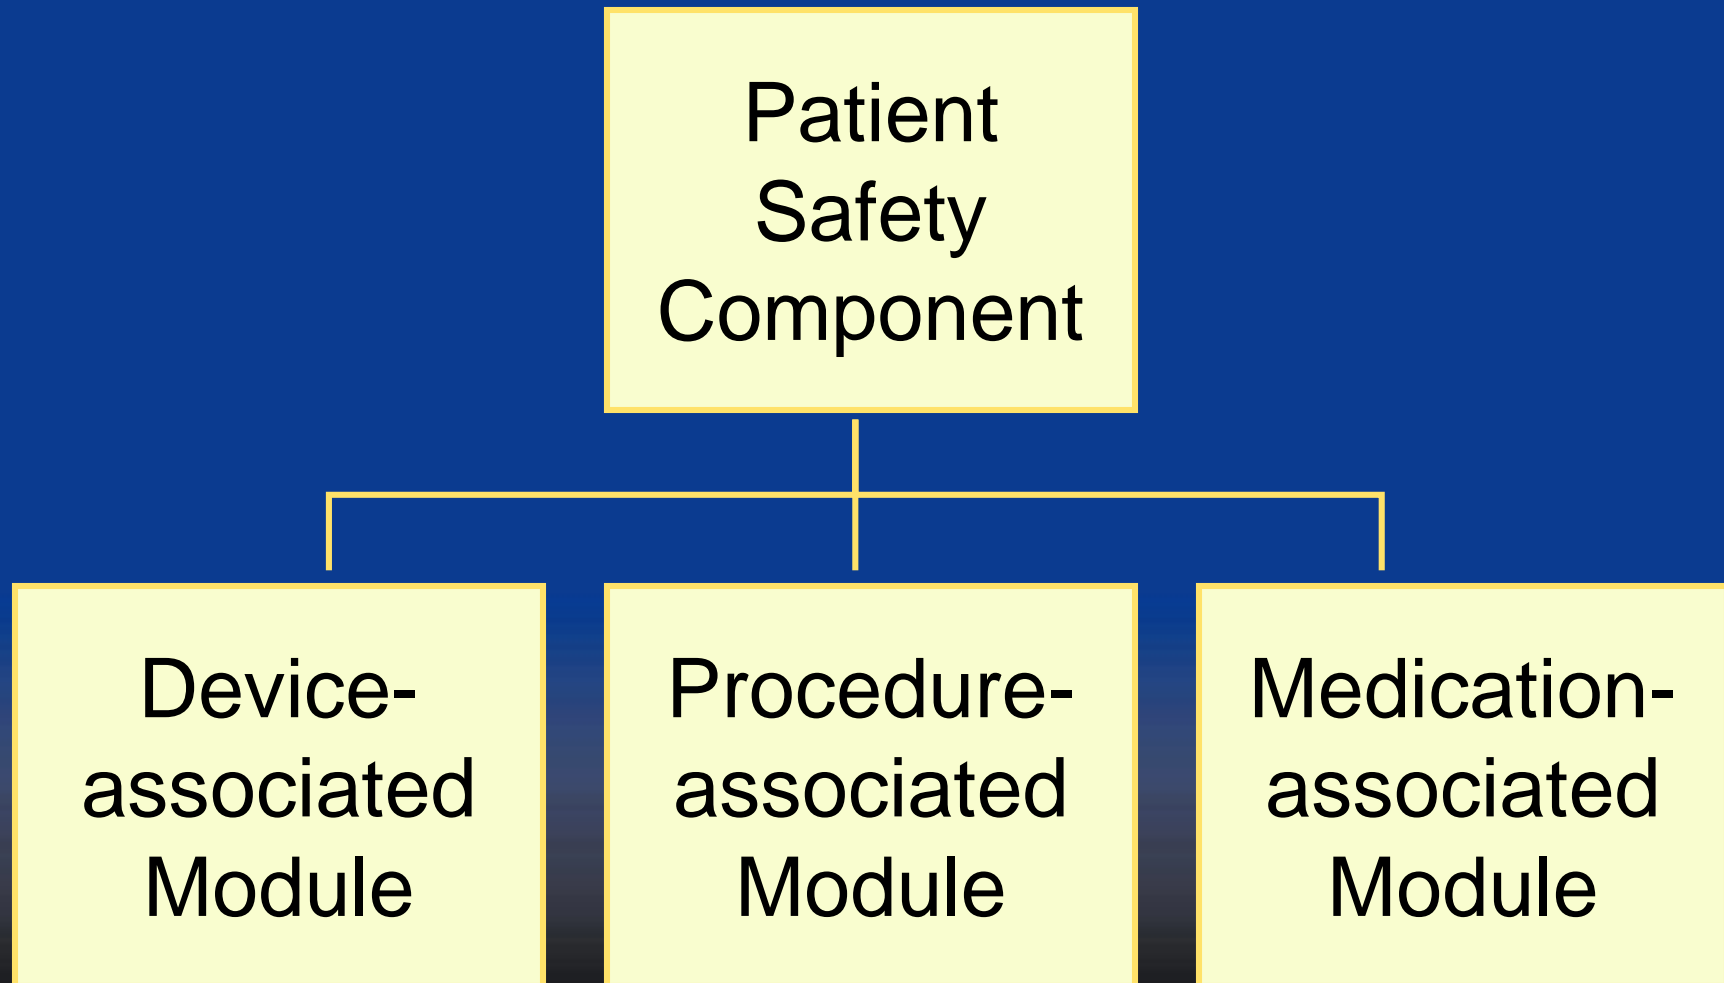 Patient
Safety
Component
Device-
associated
Module
Procedure-
associated
Module
Medication-
associated
Module